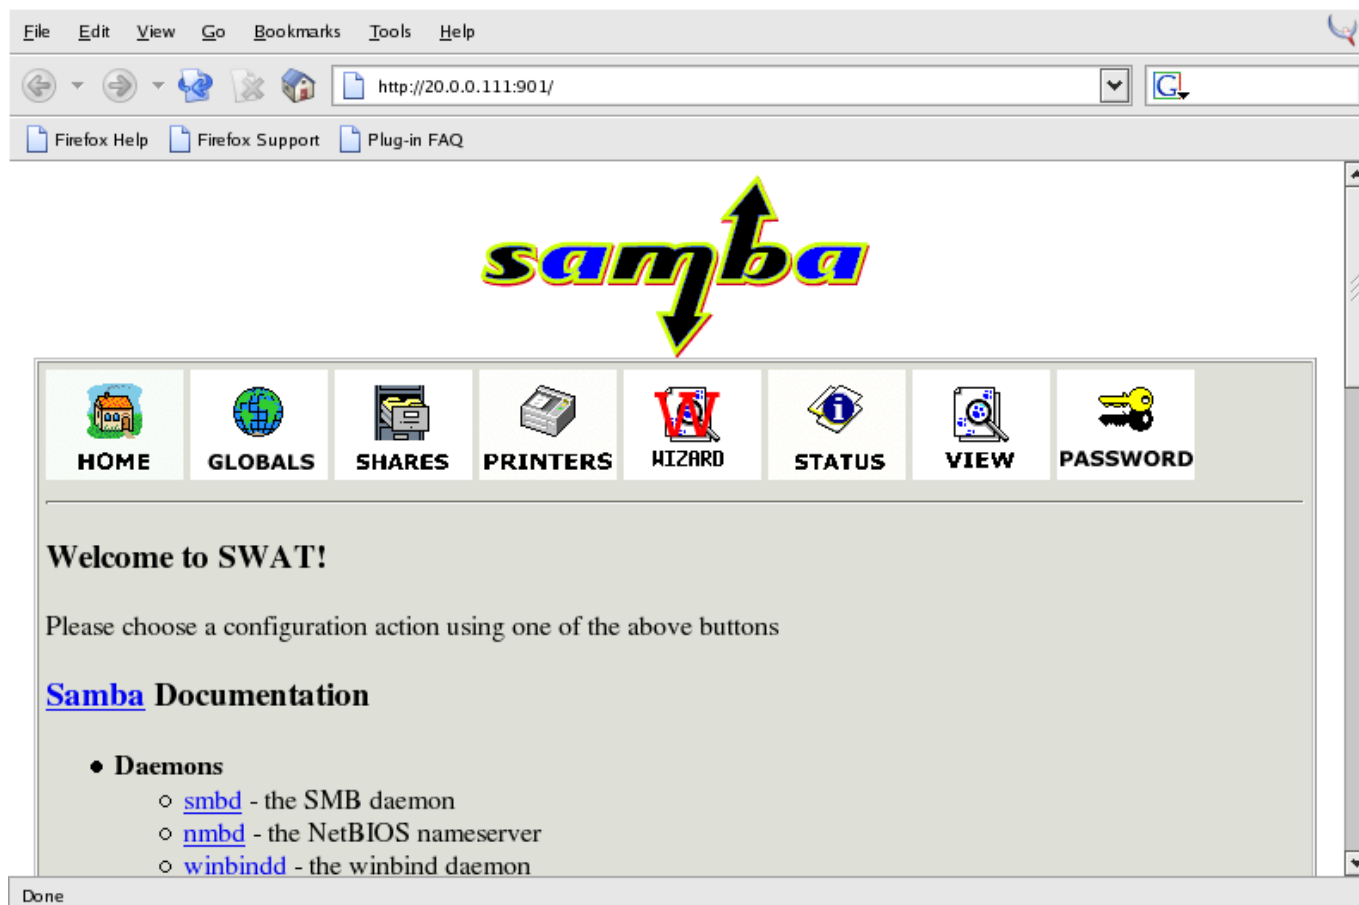 File Edit View Go Bookmarks Tools Help
http://20.0.0.111:901/ G
Firefox Help Firefox Support Plug-in FAQ
samba
HOME GLOBALS SHARES PRINTERS WIZARD STATUS VIEW PASSWORD
Welcome to SWAT!
Please choose a configuration action using one of the above buttons
Samba Documentation
Daemons
smbd - the SMB daemon
nmbd - the NetBIOS nameserver
winbindd - the winbind daemon
Done